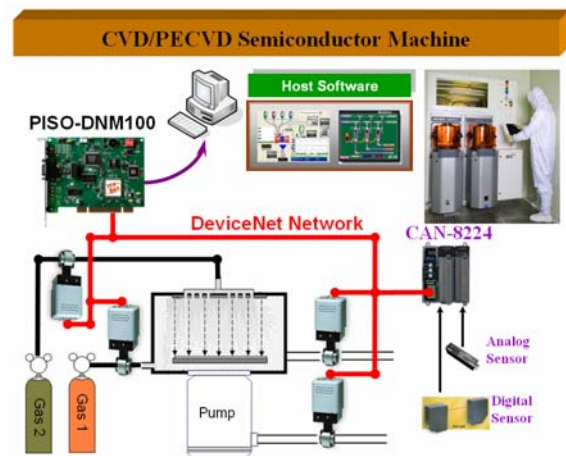 CVD/PECVD Semiconductor Machine
Host Software
PISO-DNM100
DeviceNet Network
CAN-8224
Analog
Sensor
Digital
Sensor
Gas 2
Gas 1
Pump